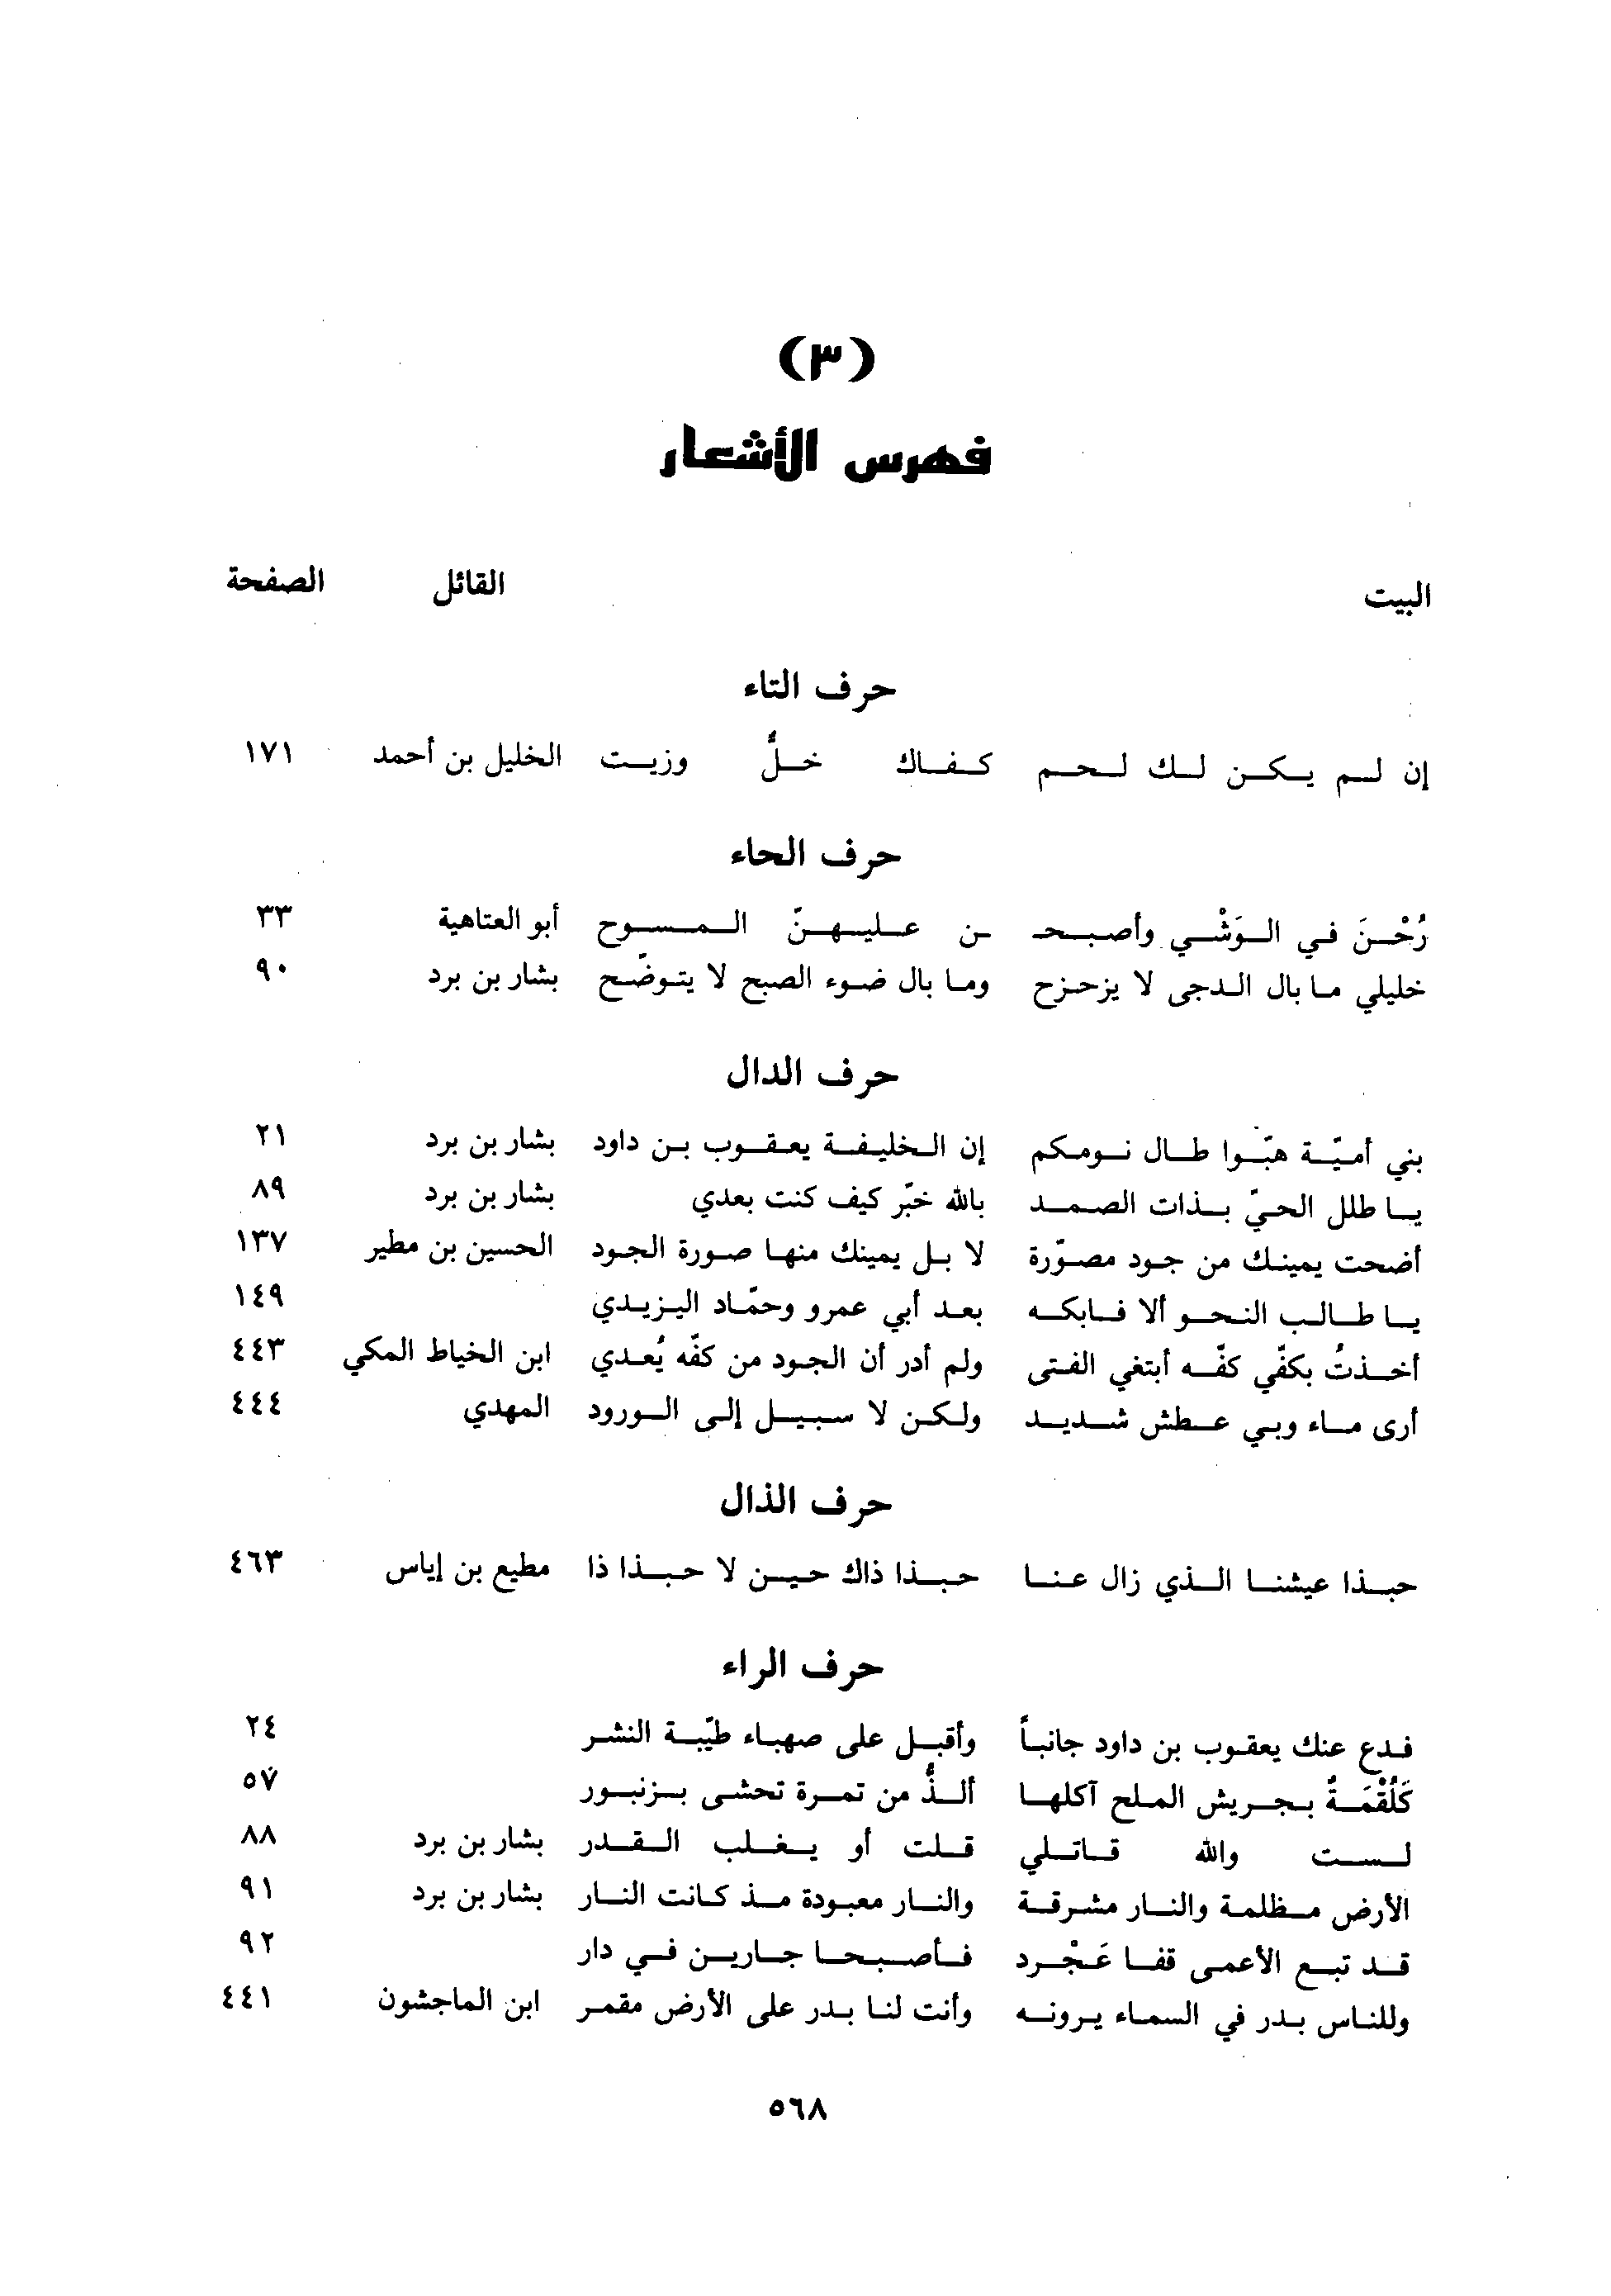 (٣)
فهرس الأشعار
البيت القائل الصفحة
حرف التاء
إن لم يكن لك لحم كفاك خلٌّ وزيت الخليل بن أحمد ١٧١
حرف الحاء
رُحْنَ في الوَشْي وأصبحـ ـن عليهنّ المسوح أبو العتاهية ٣٣
خليلي ما بال الدجى لا يزحزح وما بال ضوء الصبح لا يتوضّح بشار بن برد ٩٠
حرف الدال
بني أميّة هبّوا طال نومكم إن الخليفة يعقوب بن داود بشار بن برد ٢١
يا طلل الحيّ بذات الصمد بالله خبّر كيف كنت بعدي بشار بن برد ٨٩
أضحت يمينك من جود مصوّرة لا بل يمينك منها صورة الجود الحسين بن مطير ١٣٧
يا طالب النحو ألا فابكه بعد أبي عمرو وحمّاد اليزيدي ١٤٩
أخذتُ بكفّي كفّه أبتغي الفتى ولم أدر أن الجود من كفّه يُعدي ابن الخياط المكي ٤٤٣
أرى ماء وبي عطش شديد ولكن لا سبيل إلى الورود المهدي ٤٤٤
حرف الذال
حبذا عيشنا الذي زال عنا حبذا ذاك حين لا حبذا ذا مطيع بن إياس ٤٦٣
حرف الراء
فدع عنك يعقوب بن داود جانباً وأقبل على صهباء طيّبة النشر ٢٤
كَلُقْمَةٌ بجريش الملح آكلها ألذُّ من تمرة تحشى بزنبور ٥٧
لست والله قاتلي قلت أو يغلب القدر بشار بن برد ٨٨
الأرض مظلمة والنار مشرقة والنار معبودة مذ كانت النار بشار بن برد ٩١
قد تبع الأعمى قفا عَجْرد فأصبحا جارين في دار ٩٢
وللناس بدر في السماء يرونه وأنت لنا بدر على الأرض مقمر ابن الماجشون ٤٤١
٥٦٨